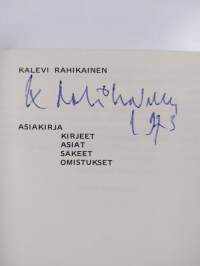 KALEVI RAHIKAINEN
ASIAKIRJA
KIRJEET
ASIAT
SAKEET
OMISTUKSET